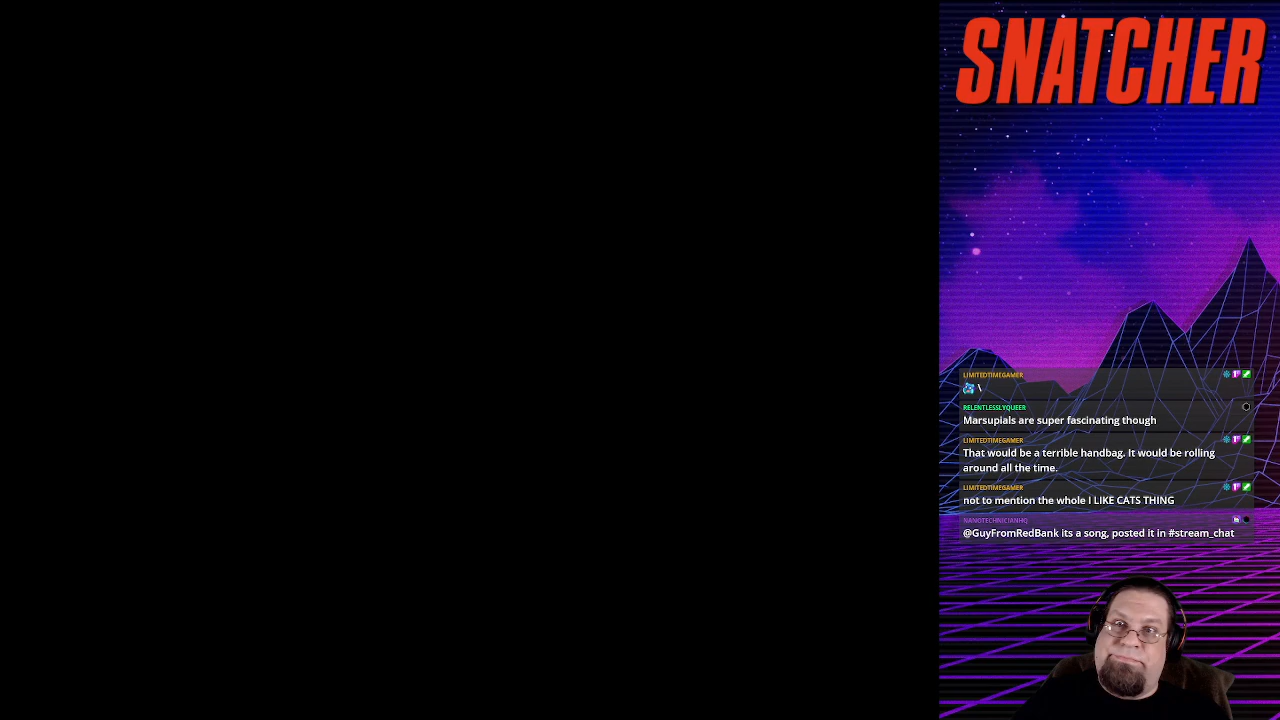 SNATCHER
LIMITEDTIMEGAMER
\
RELENTLESSLYQUEER
Marsupials are super fascinating though
LIMITEDTIMEGAMER
That would be a terrible handbag. It would be rolling
around all the time.
LIMITEDTIMEGAMER
not to mention the whole I LIKE CATS THING
NANOTECHNICIANHQ
@GuyFromRedBank its a song, posted it in #stream_chat